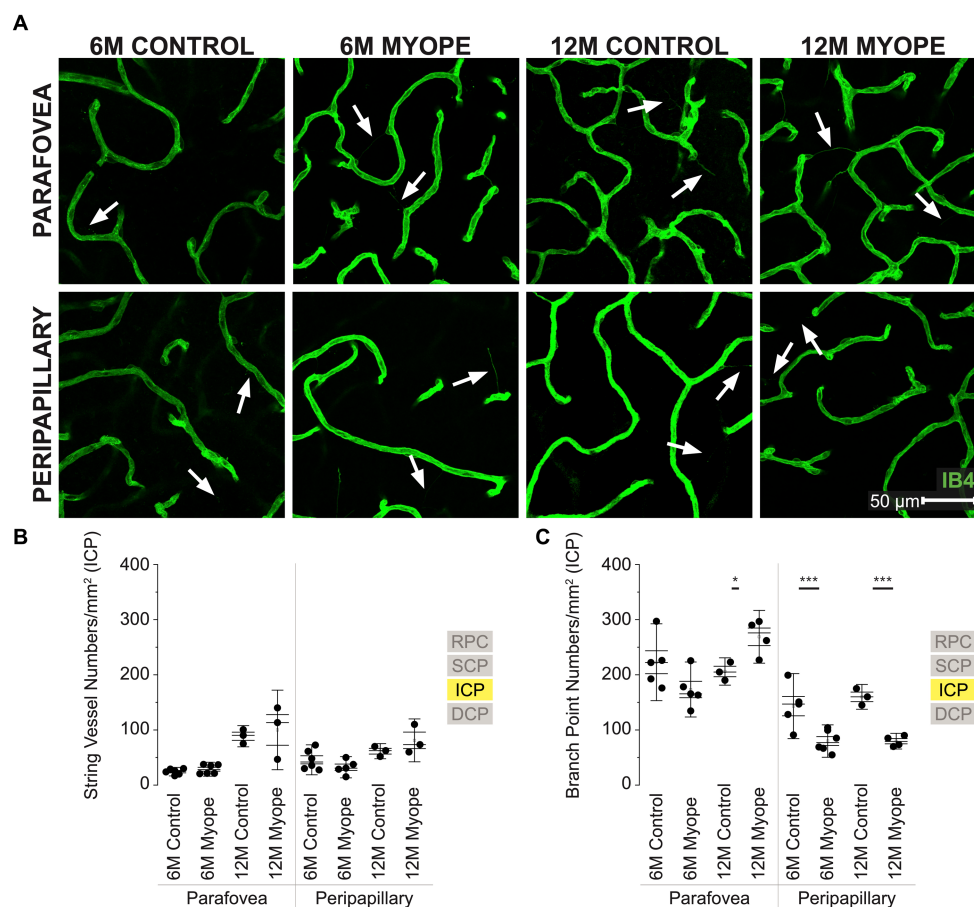 A
6M CONTROL 6M MYOPE 12M CONTROL 12M MYOPE
PARAFOVEA
PERIPAPILLARY
IB4
50 µm
B
String Vessel Numbers/mm² (ICP)
400
300
200
100
0
6M Control
6M Myope
12M Control
12M Myope
6M Control
6M Myope
12M Control
12M Myope
Parafovea Peripapillary
RPC
SCP
ICP
DCP
C
Branch Point Numbers/mm² (ICP)
400
300
200
100
0
* *** ***
6M Control
6M Myope
12M Control
12M Myope
6M Control
6M Myope
12M Control
12M Myope
Parafovea Peripapillary
RPC
SCP
ICP
DCP